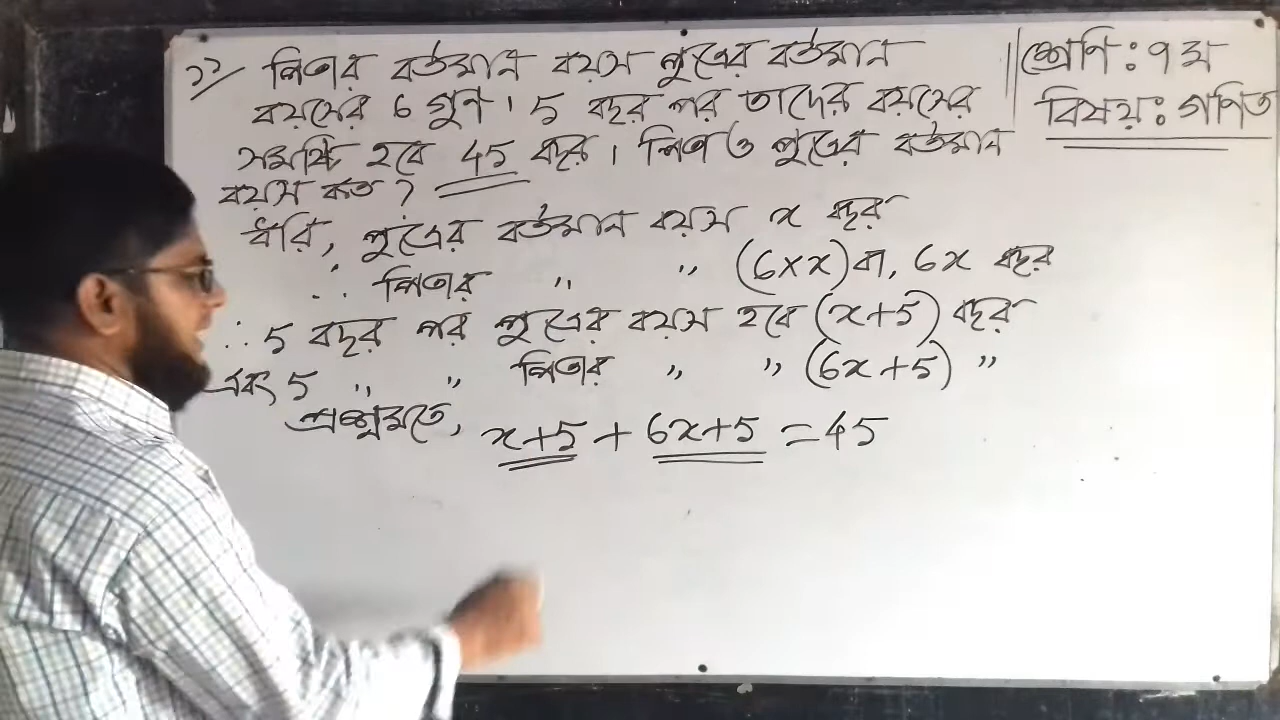 ১১/ পিতার বর্তমান বয়স পুত্রের বর্তমান
বয়সের 6 গুণ। 5 বছর পর তাদের বয়সের
সমষ্টি হবে 45 বছর। পিতা ও পুত্রের বর্তমান
বয়স কত?
শ্রেণি: ৭ম
বিষয়: গণিত
ধরি, পুত্রের বর্তমান বয়স x বছর
∴ পিতার " " (6×x) বা, 6x বছর
∴ 5 বছর পর পুত্রের বয়স হবে (x+5) বছর
এবং 5 " " পিতার " " (6x+5) "
প্রশ্নমতে, x+5 + 6x+5 = 45